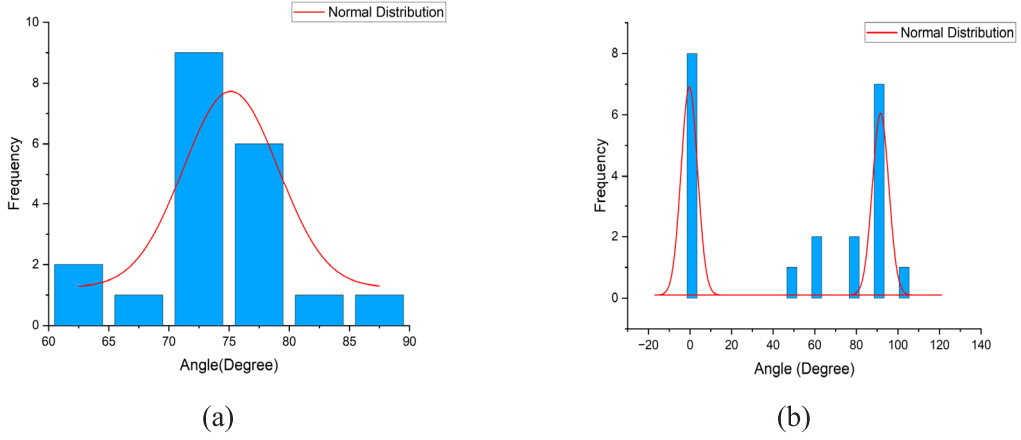 Normal Distribution
10
8
6
4
2
0
60 65 70 75 80 85 90
Frequency
Angle(Degree)
(a)
Normal Distribution
8
6
4
2
0
−20 0 20 40 60 80 100 120 140
Frequency
Angle (Degree)
(b)